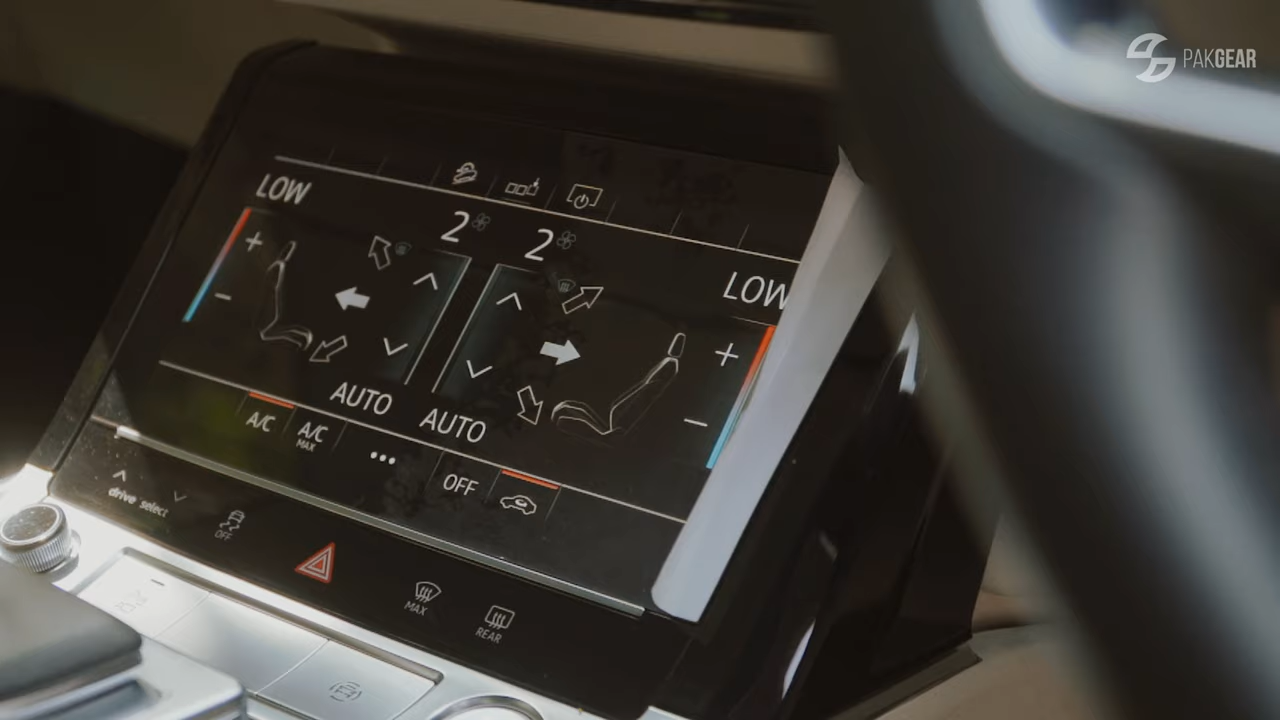 PAKGEAR
LOW
2
2
LOW
+
−
+
−
AUTO
AUTO
A/C
A/C
MAX
OFF
drive select
OFF
MAX
REAR